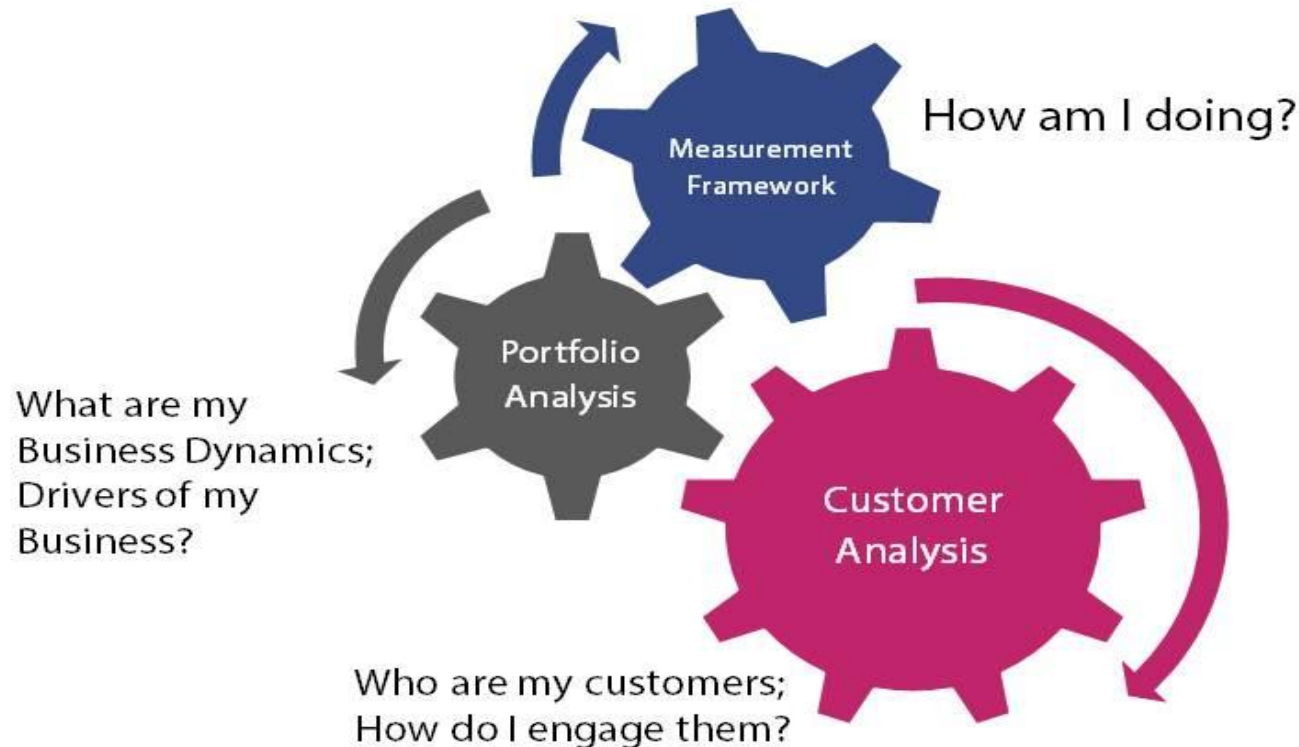 How am I doing?
Measurement
Framework
Portfolio
Analysis
What are my
Business Dynamics;
Drivers of my
Business?
Customer
Analysis
Who are my customers;
How do I engage them?